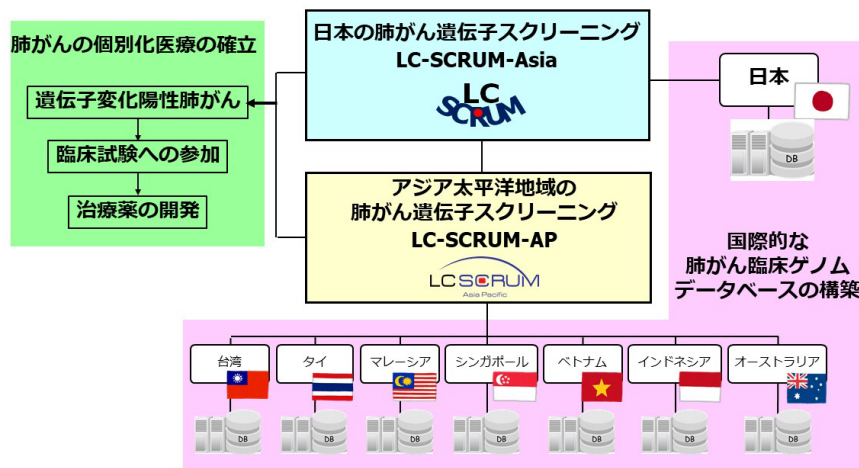 肺がんの個別化医療の確立
遺伝子変化陽性肺がん
臨床試験への参加
治療薬の開発
日本の肺がん遺伝子スクリーニング
LC-SCRUM-Asia
LC
SCRUM
アジア太平洋地域の
肺がん遺伝子スクリーニング
LC-SCRUM-AP
LCSCRUM
Asia Pacific
日本
DB
国際的な
肺がん臨床ゲノム
データベースの構築
台湾
タイ
マレーシア
シンガポール
ベトナム
インドネシア
オーストラリア
DB
DB
DB
DB
DB
DB
DB